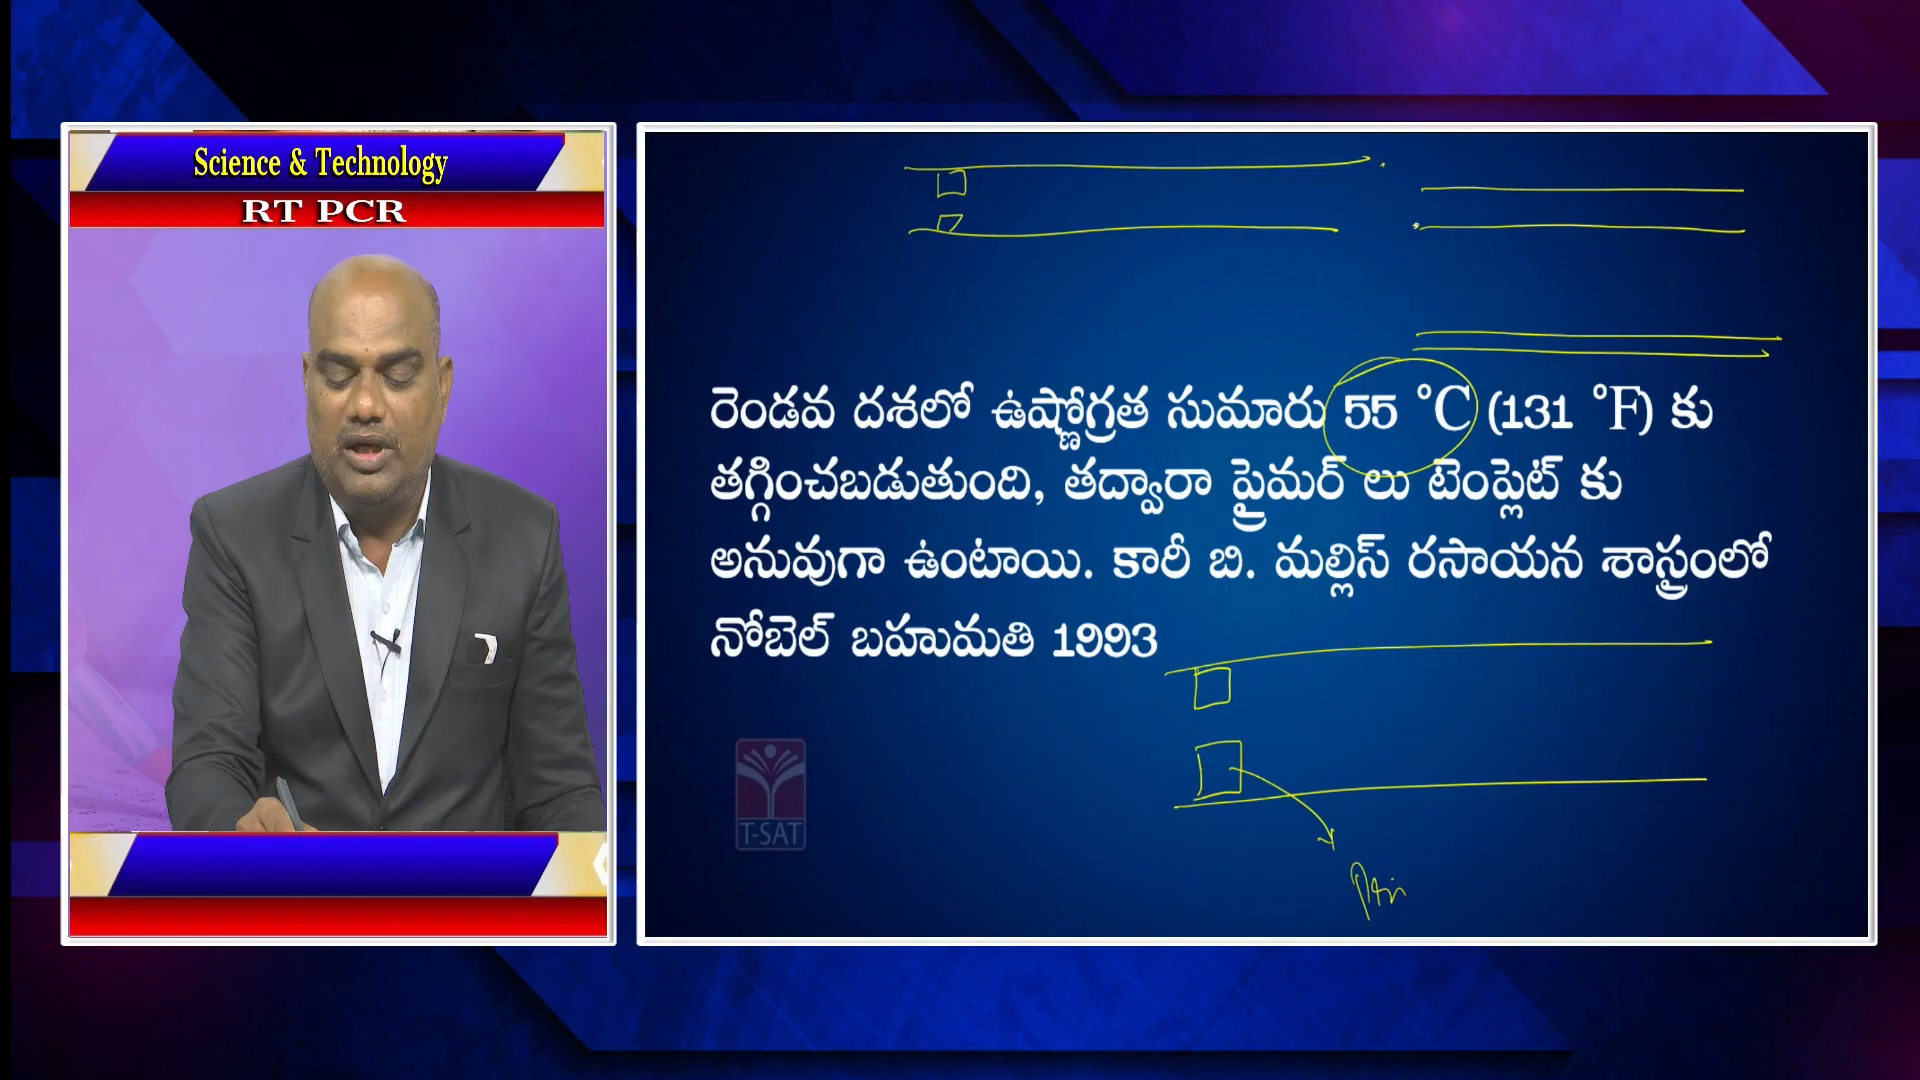 Science & Technology
RT PCR
రెండవ దశలో ఉష్ణోగ్రత సుమారు 55 °C (131 °F) కు
తగ్గించబడుతుంది, తద్వారా ప్రైమర్ లు టెంప్లెట్ కు
అనువుగా ఉంటాయి. కారీ బి. మల్లిస్ రసాయన శాస్త్రంలో
నోబెల్ బహుమతి 1993
T-SAT